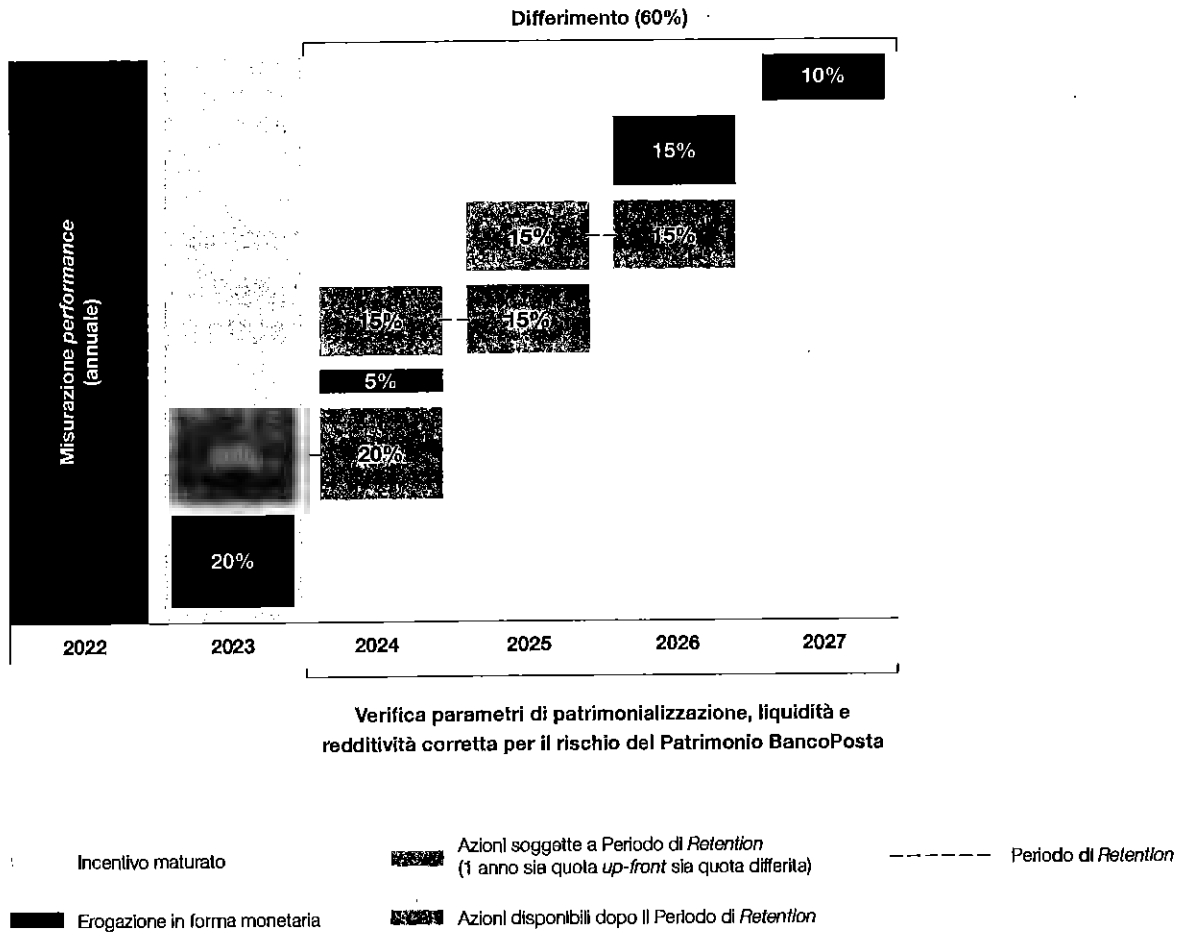 Differimento (60%)
10%
15%
15%
15%
15%
15%
5%
20%
20%
Misurazione performance
(annuale)
2022
2023
2024
2025
2026
2027
Verifica parametri di patrimonializzazione, liquidità e
redditività corretta per il rischio del Patrimonio BancoPosta
Incentivo maturato
Azioni soggette a Periodo di Retention
(1 anno sia quota up-front sia quota differita)
Periodo di Retention
Erogazione in forma monetaria
Azioni disponibili dopo il Periodo di Retention